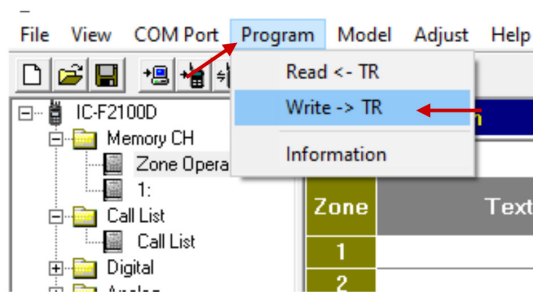 File View COM Port Program Model Adjust Help
Read <- TR
Write -> TR
Information
IC-F2100D
Memory CH
Zone Opera
1:
Call List
Call List
Digital
Zone Text
1
2